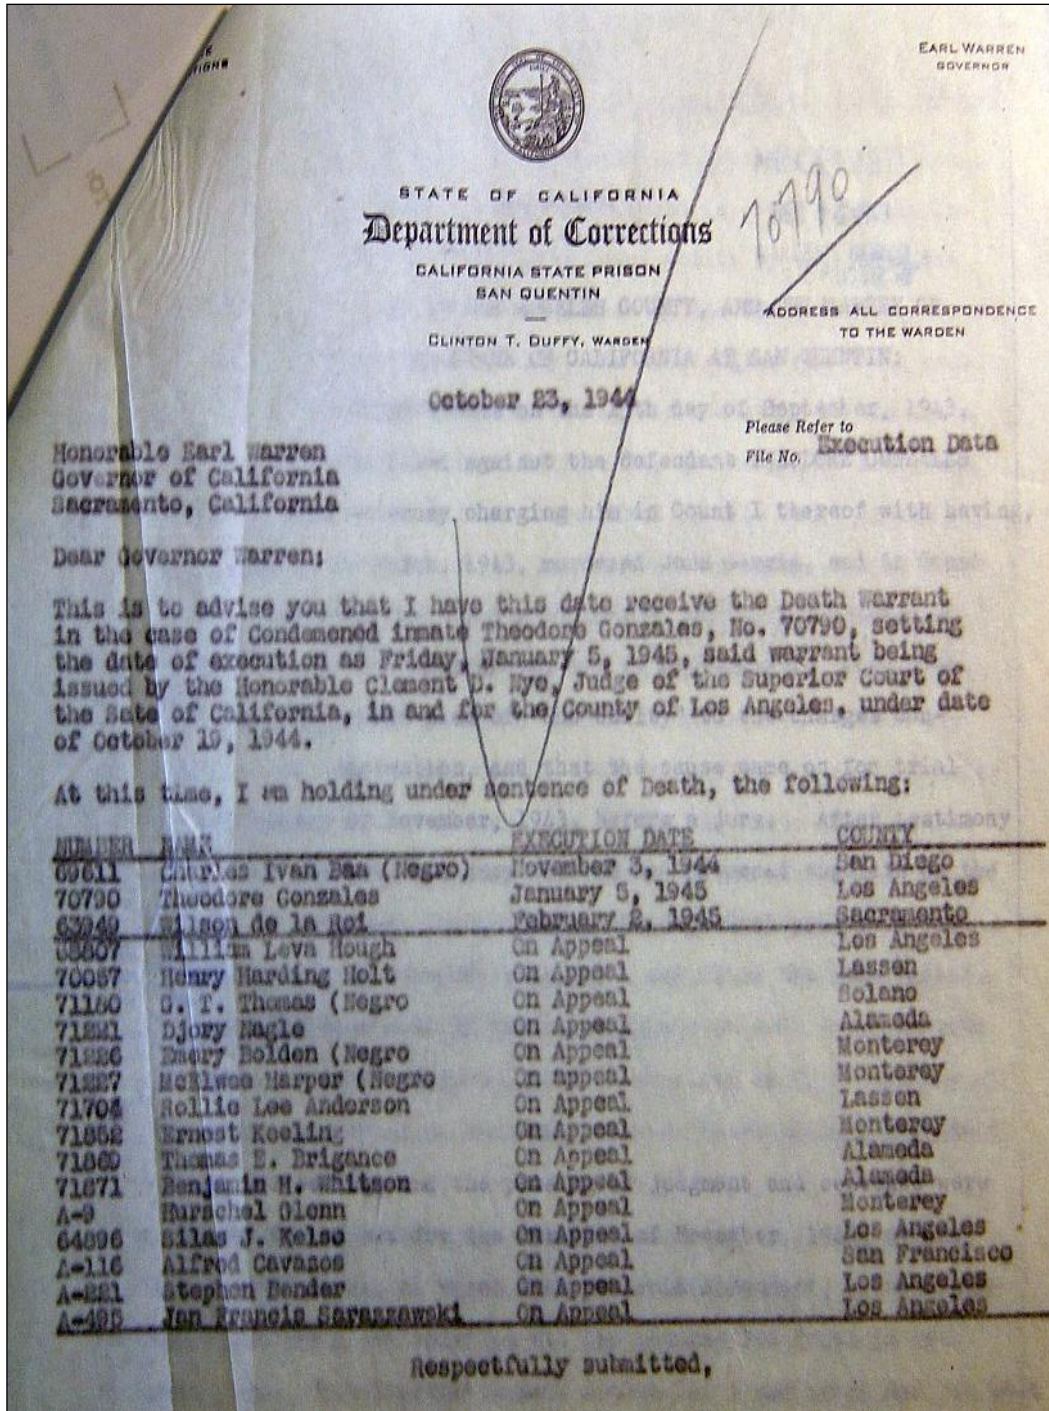 EARL WARREN
GOVERNOR
STATE OF CALIFORNIA
Department of Corrections
CALIFORNIA STATE PRISON
SAN QUENTIN
CLINTON T. DUFFY, WARDEN
70790
ADDRESS ALL CORRESPONDENCE
TO THE WARDEN
October 23, 1944
Please Refer to
File No. Execution Data
Honorable Earl Warren
Governor of California
Sacramento, California
Dear Governor Warren;
This is to advise you that I have this date receive the Death Warrant
in the case of Condemened inmate Theodore Gonzales, No. 70790, setting
the date of execution as Friday, January 5, 1945, said warrant being
issued by the Honorable Clement D. Nye, Judge of the Superior Court of
the Sate of California, in and for the County of Los Angeles, under date
of October 19, 1944.
At this time, I am holding under sentence of Death, the following:
NUMBER NAME EXECUTION DATE COUNTY
69611 Charles Ivan (Negro) November 3, 1944 San Diego
70790 Theodore Gonzales January 5, 1945 Los Angeles
63940 Wilson de la Roi February 2, 1945 Sacramento
William Leva Hough On Appeal Los Angeles
70057 Henry Harding Holt On Appeal Lassen
71160 G. T. Thomas (Negro On Appeal Solano
71221 Djory Nagle On Appeal Alameda
71226 Emery Bolden (Negro On Appeal Monterey
71227 McElwee Harper (Negro On appeal Monterey
71704 Rollie Lee Anderson On Appeal Lassen
71852 Ernest Keeling On Appeal Monterey
71869 Thomas E. Brigance On Appeal Alameda
71871 Benjamin H. Whitson On Appeal Alameda
A-9 Hurschel Glenn On Appeal Monterey
64896 Silas J. Kelso On Appeal Los Angeles
A-116 Alfred Cavazos On Appeal San Francisco
A-221 Stephen Bender On Appeal Los Angeles
A-495 Jan Francis On Appeal Los Angeles
Respectfully submitted,